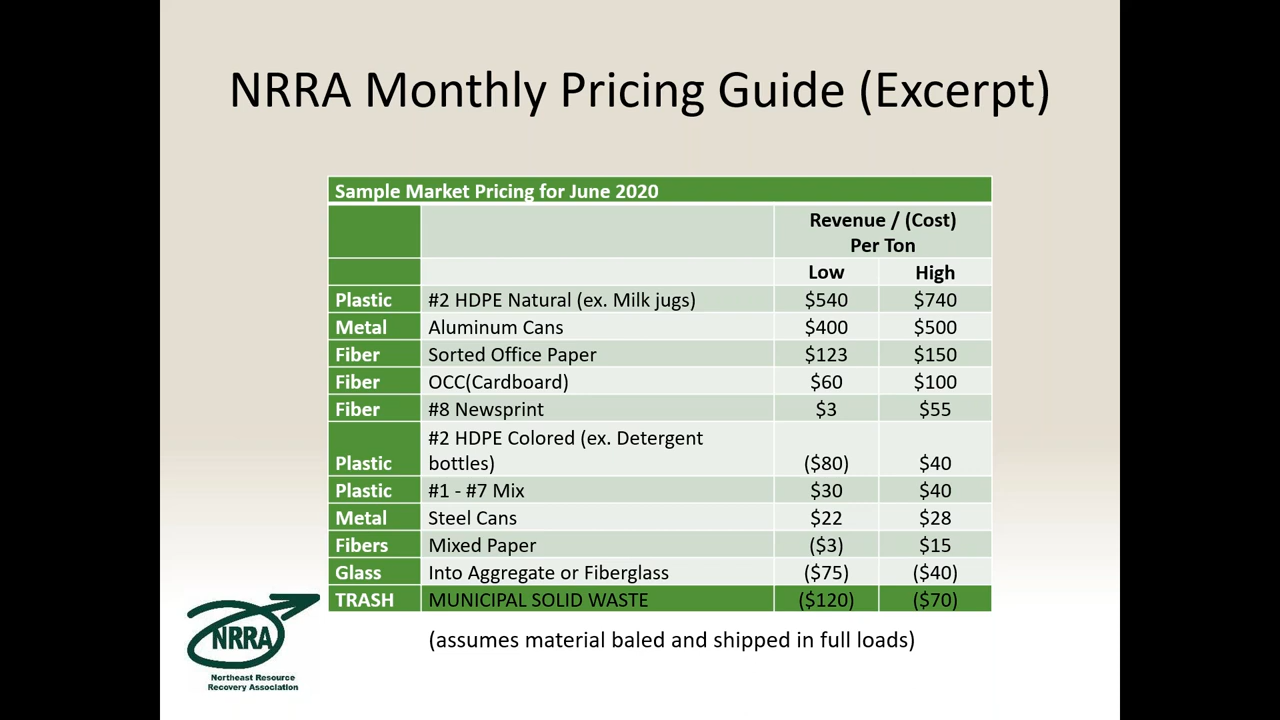 NRRA Monthly Pricing Guide (Excerpt)
Sample Market Pricing for June 2020
Revenue / (Cost)
Per Ton
Low High
Plastic #2 HDPE Natural (ex. Milk jugs) $540 $740
Metal Aluminum Cans $400 $500
Fiber Sorted Office Paper $123 $150
Fiber OCC(Cardboard) $60 $100
Fiber #8 Newsprint $3 $55
#2 HDPE Colored (ex. Detergent
Plastic bottles) ($80) $40
Plastic #1 - #7 Mix $30 $40
Metal Steel Cans $22 $28
Fibers Mixed Paper ($3) $15
Glass Into Aggregate or Fiberglass ($75) ($40)
TRASH MUNICIPAL SOLID WASTE ($120) ($70)
(assumes material baled and shipped in full loads)
NRRA
Northeast Resource
Recovery Association